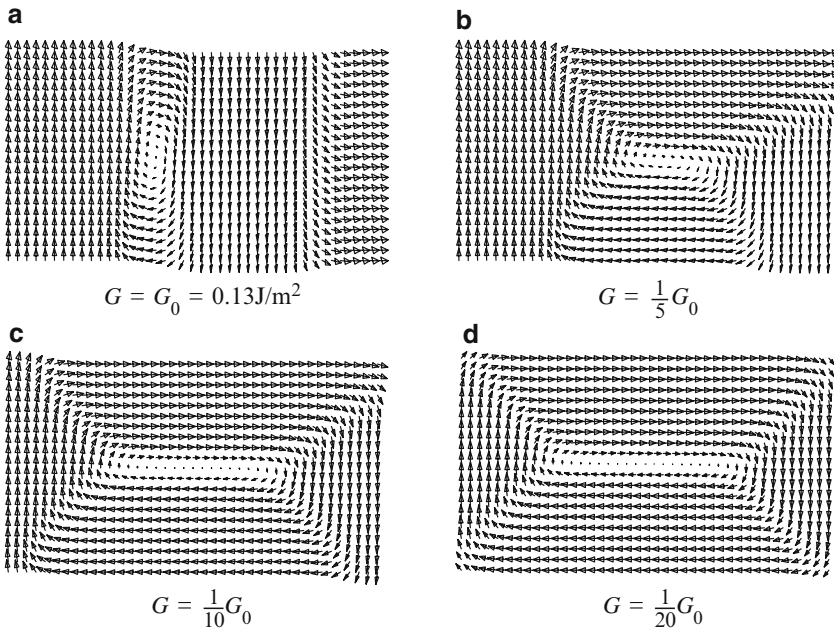 a
G = G₀ = 0.13J/m²
b
G = 1/5 G₀
c
G = 1/10 G₀
d
G = 1/20 G₀